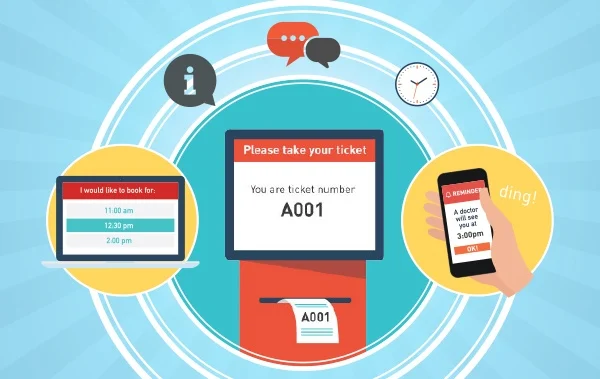 i
Please take your ticket
You are ticket number
A001
A001
I would like to book for:
11.00 am
12.30 pm
2.00 pm
REMINDER
A doctor
will see
you at
3:00pm
OK!
ding!